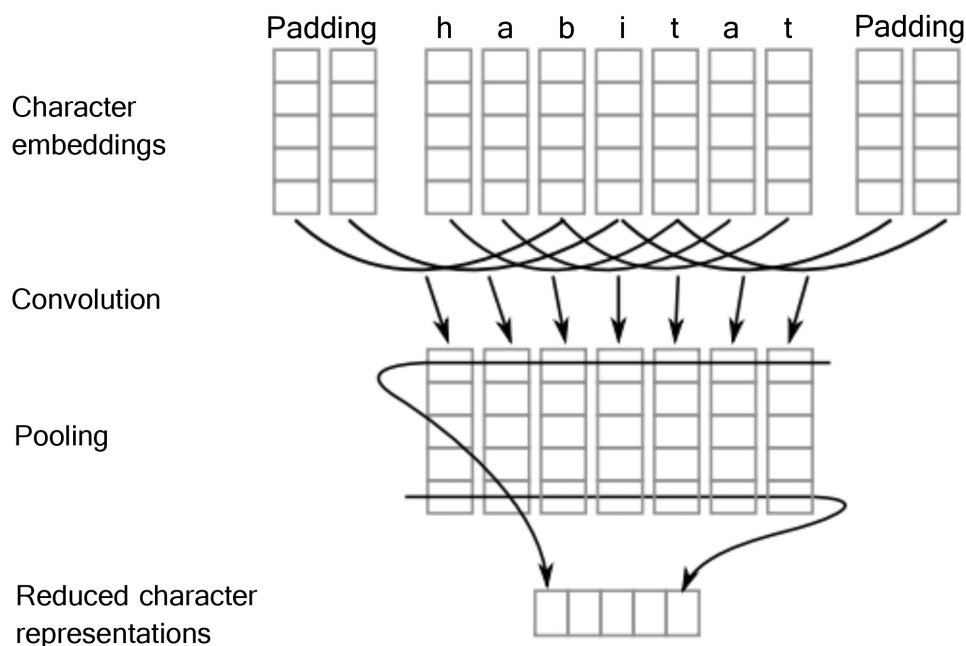 Padding h a b i t a t Padding
Character
embeddings
Convolution
Pooling
Reduced character
representations